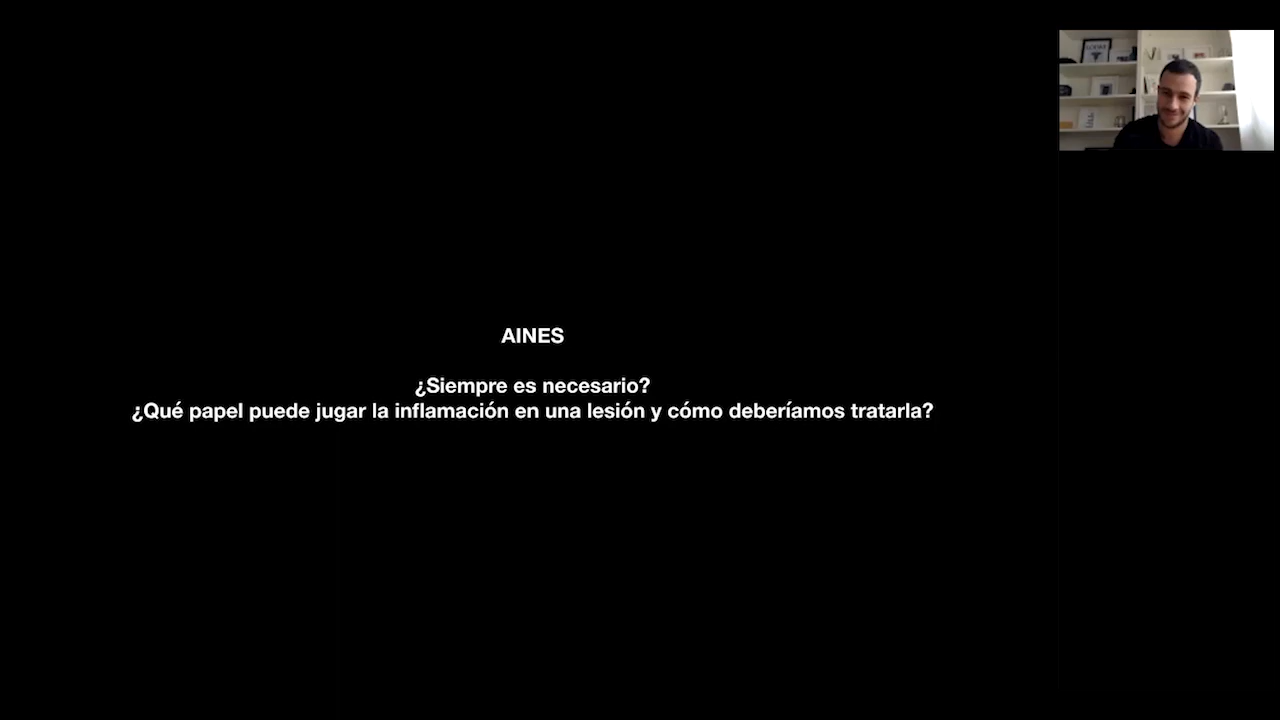 AINES
¿Siempre es necesario?
¿Qué papel puede jugar la inflamación en una lesión y cómo deberíamos tratarla?